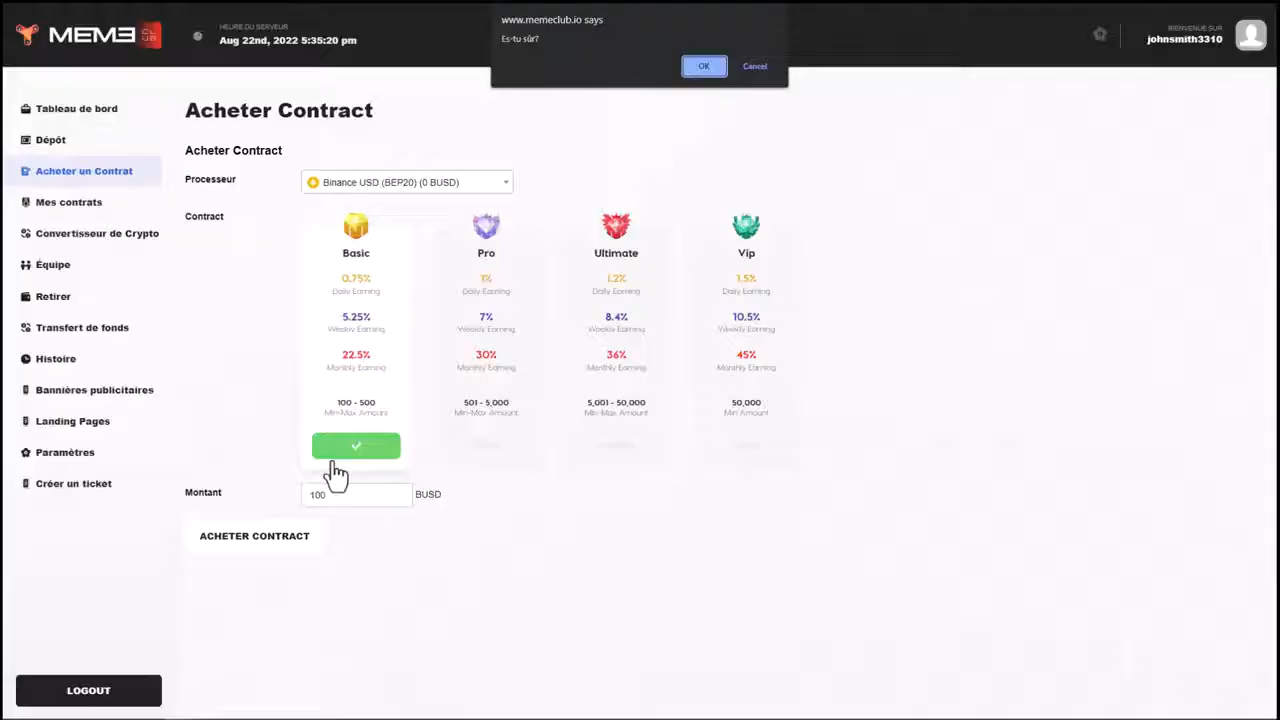 www.memeclub.io says
Es-tu sûr?
OK
Cancel
MEME CLUB
HEURE DU SERVEUR
Aug 22nd, 2022 5:35:20 pm
BIENVENUE SUR
johnsmith3310
Tableau de bord
Dépôt
Acheter un Contrat
Mes contrats
Convertisseur de Crypto
Équipe
Retirer
Transfert de fonds
Histoire
Bannières publicitaires
Landing Pages
Paramètres
Créer un ticket
LOGOUT
Acheter Contract
Acheter Contract
Processeur
Binance USD (BEP20) (0 BUSD)
Contract
Basic
0.75%
Daily Earning
5.25%
Weekly Earning
22.5%
Monthly Earning
100 - 500
Min-Max Amount
Pro
1%
Daily Earning
7%
Weekly Earning
30%
Monthly Earning
501 - 5,000
Min-Max Amount
Ultimate
1.2%
Daily Earning
8.4%
Weekly Earning
36%
Monthly Earning
5,001 - 50,000
Min-Max Amount
Vip
1.5%
Daily Earning
10.5%
Weekly Earning
45%
Monthly Earning
50,000
Min Amount
Montant
100
BUSD
ACHETER CONTRACT